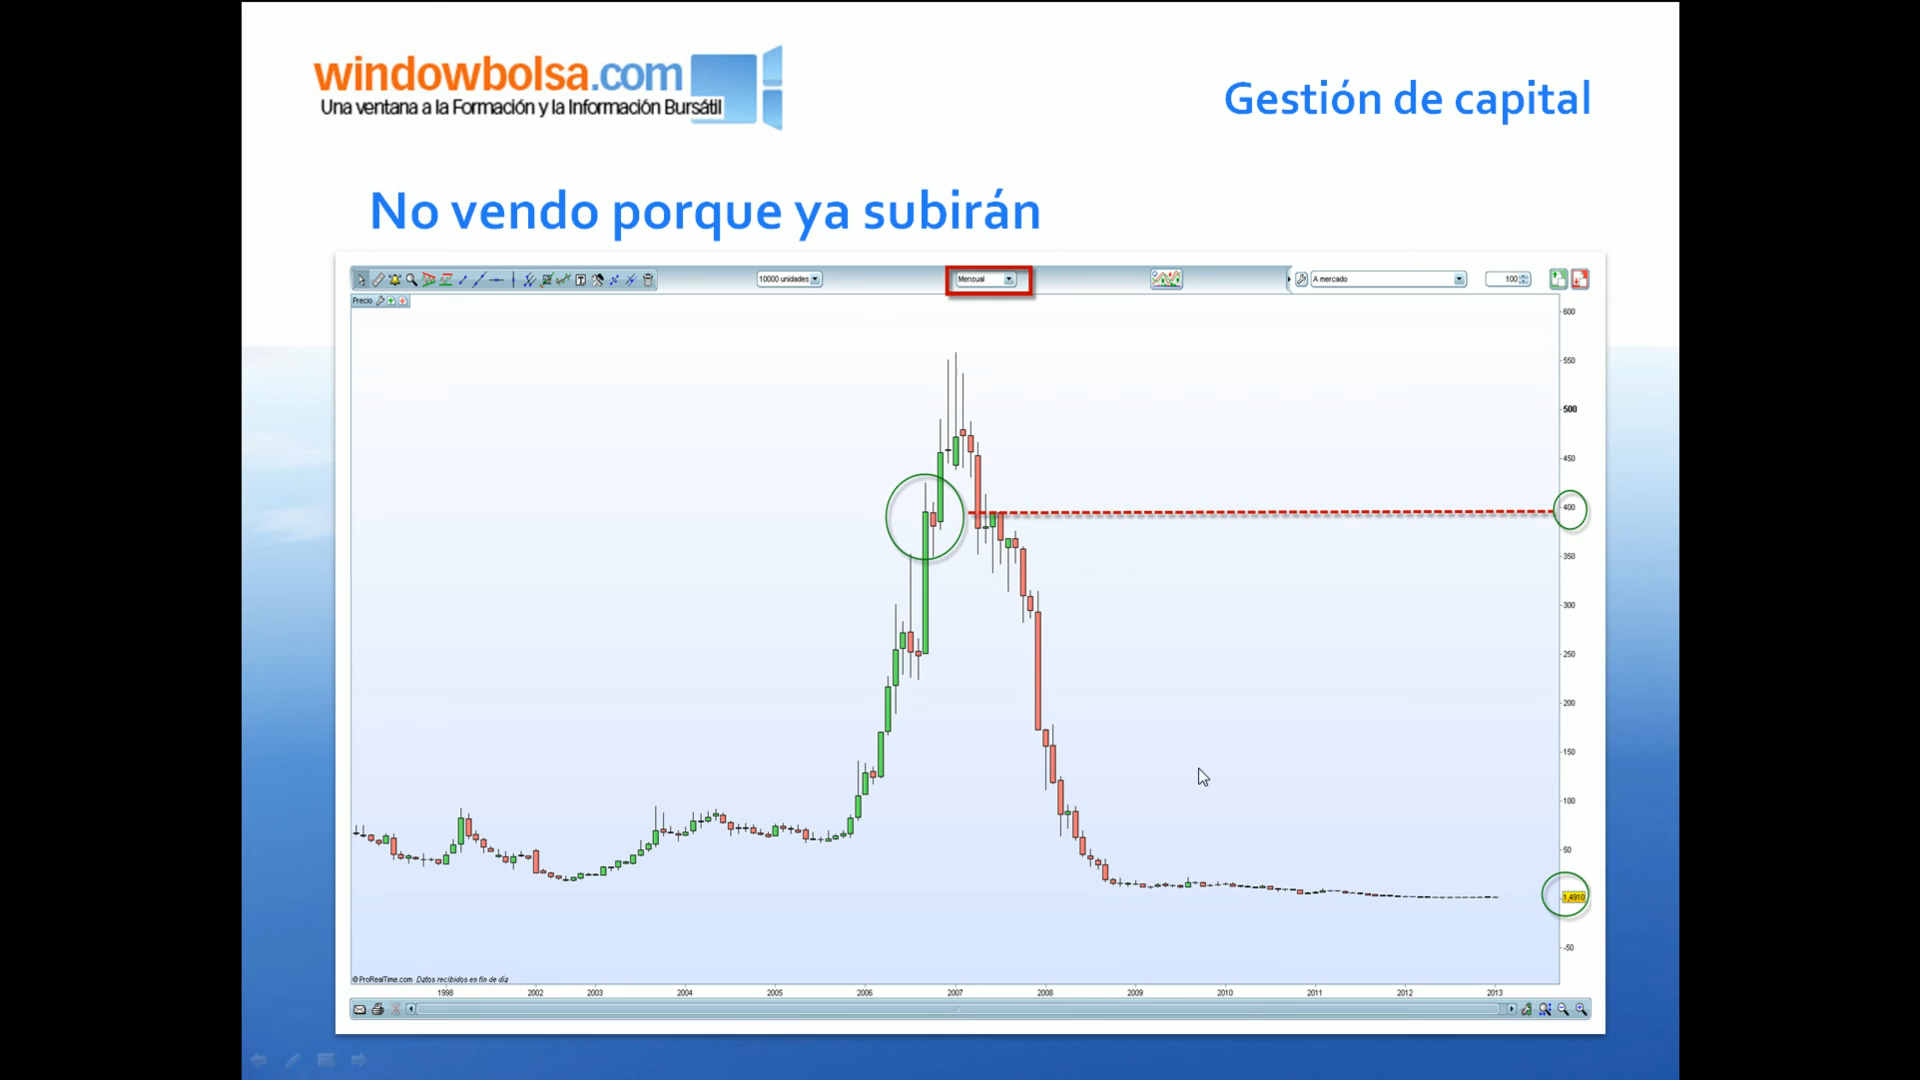 windowbolsa.com
Una ventana a la Formación y la Información Bursátil
Gestión de capital
No vendo porque ya subirán
10000 unidades
Mensual
A mercado
100
Precio
600
550
500
450
400
350
300
250
200
150
100
50
1,4910
-50
© ProRealTime.com Datos recibidos en fin de día
1998 2002 2003 2004 2005 2006 2007 2008 2009 2010 2011 2012 2013